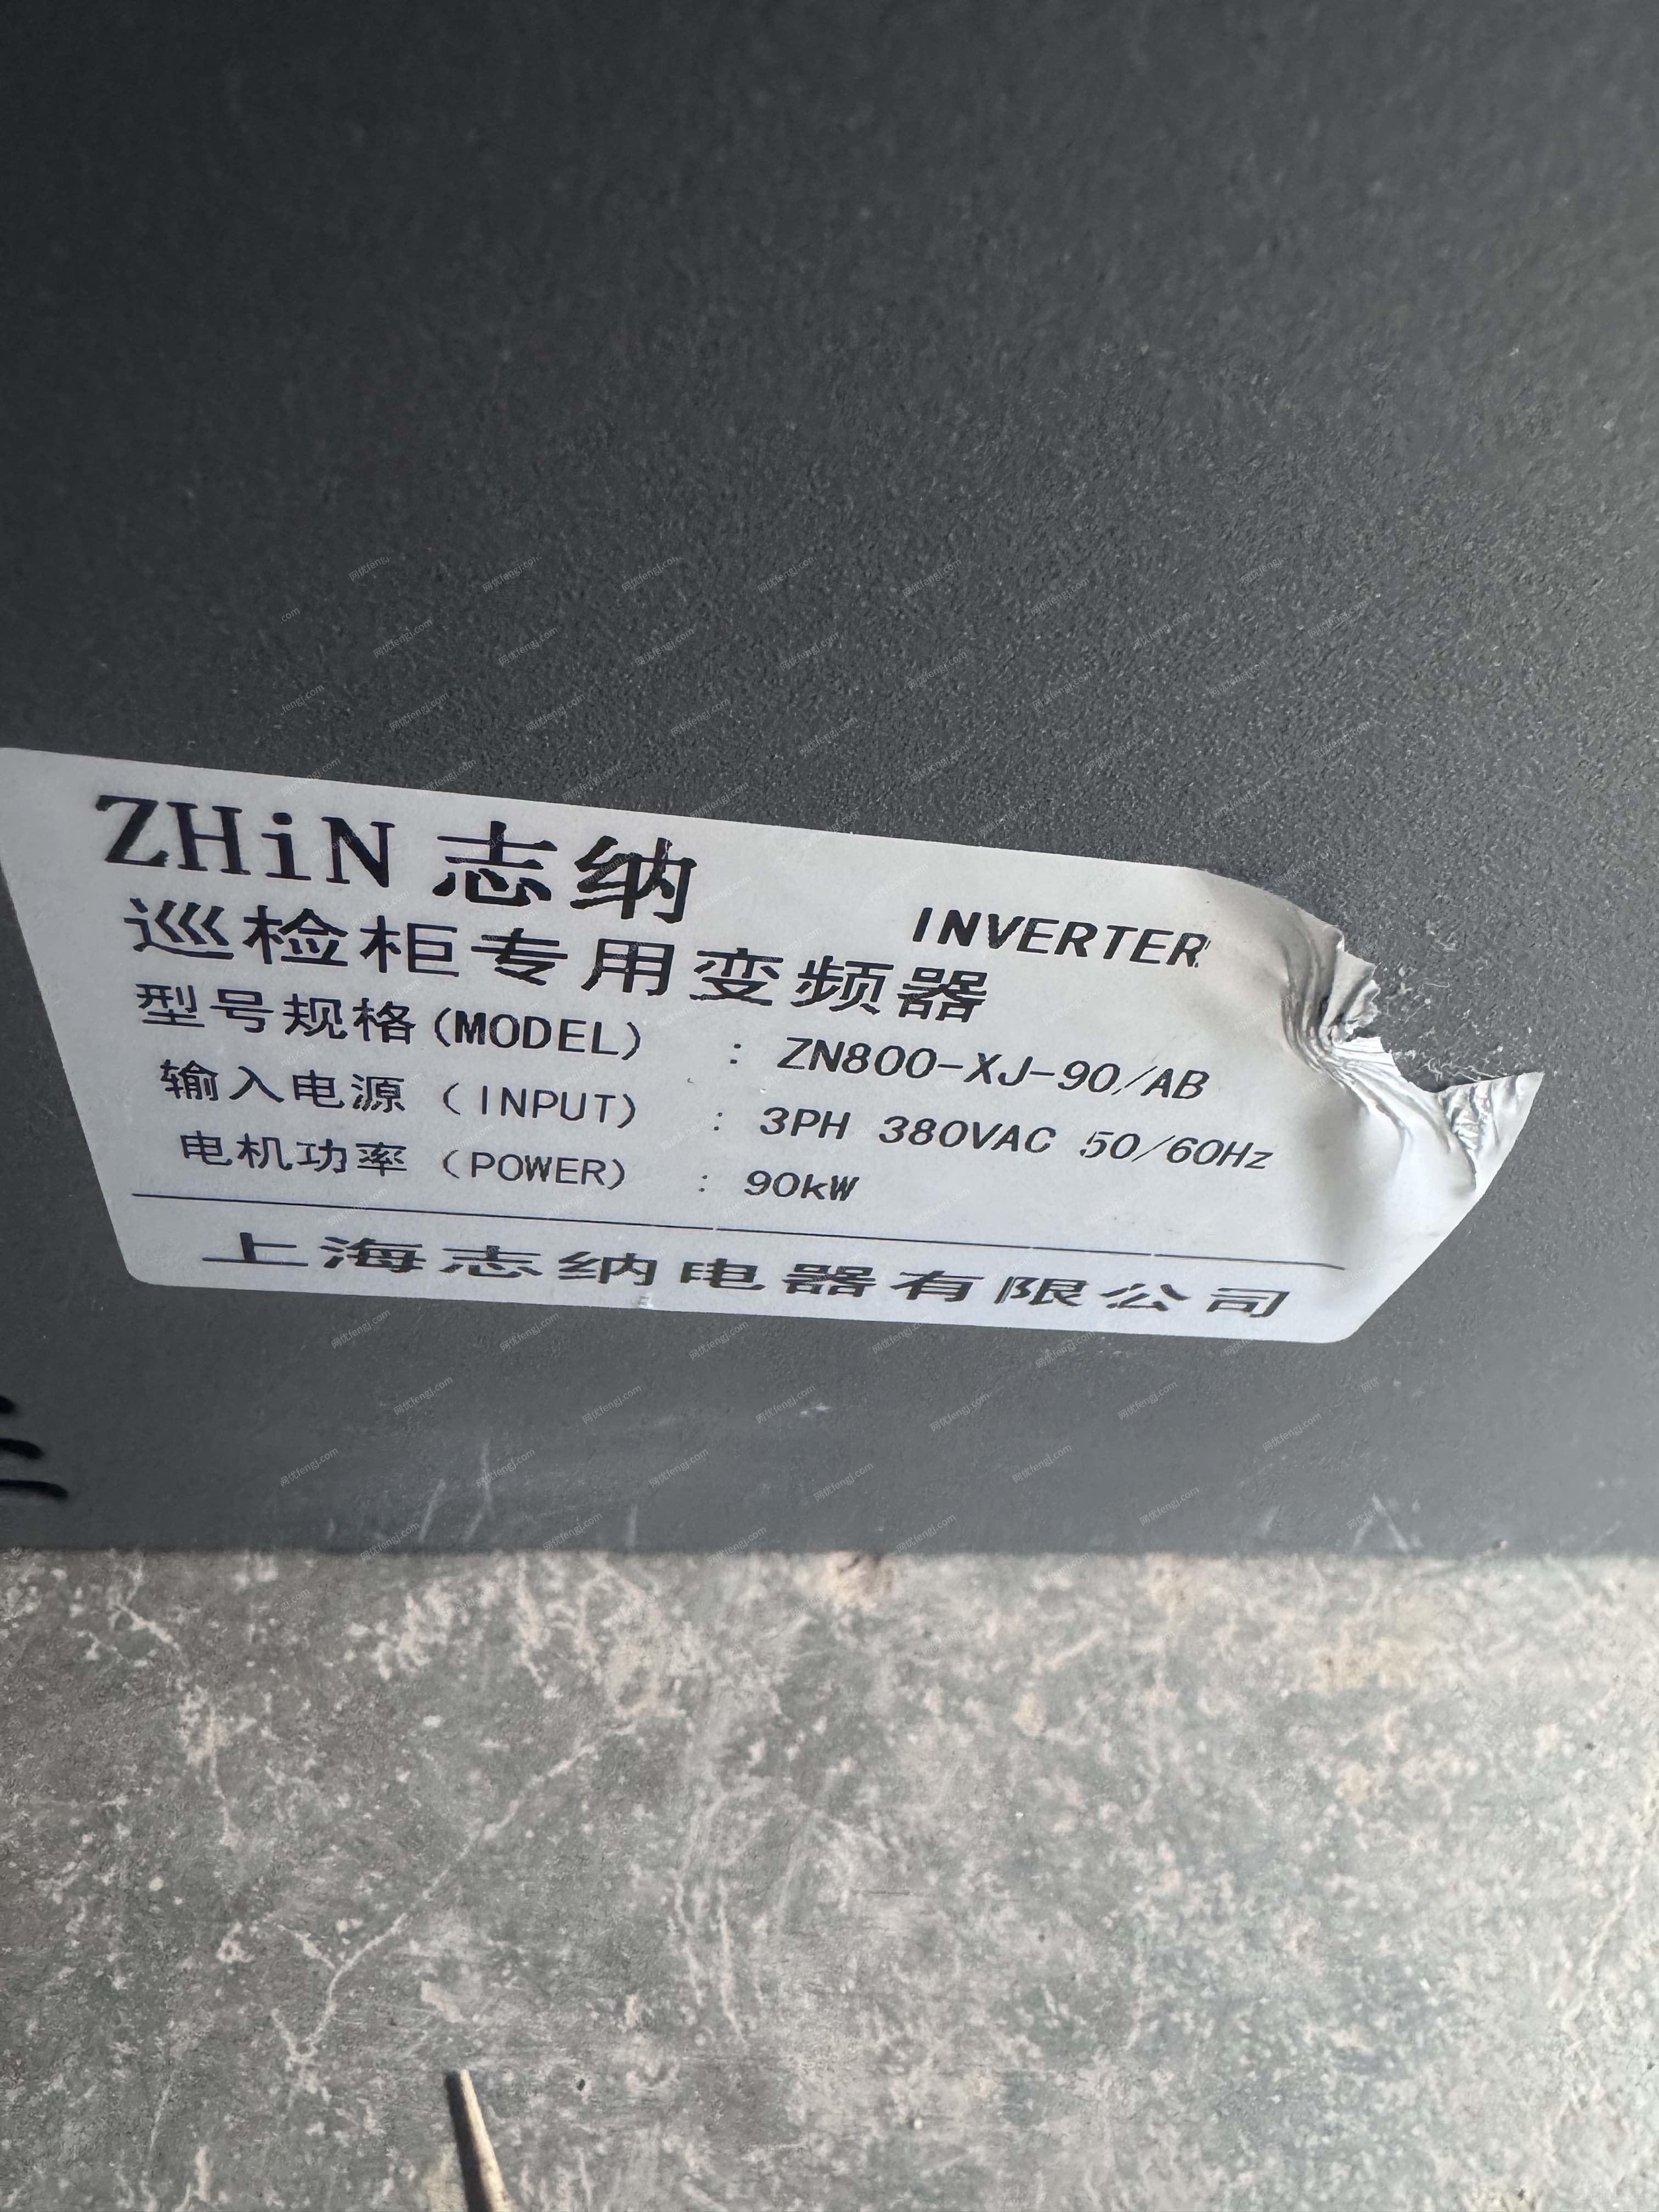 ZHiN 志纳
INVERTER
巡检柜专用变频器
型号规格(MODEL) : ZN800-XJ-90/AB
输入电源 (INPUT) : 3PH 380VAC 50/60Hz
电机功率 (POWER) : 90kW
上海志纳电器有限公司